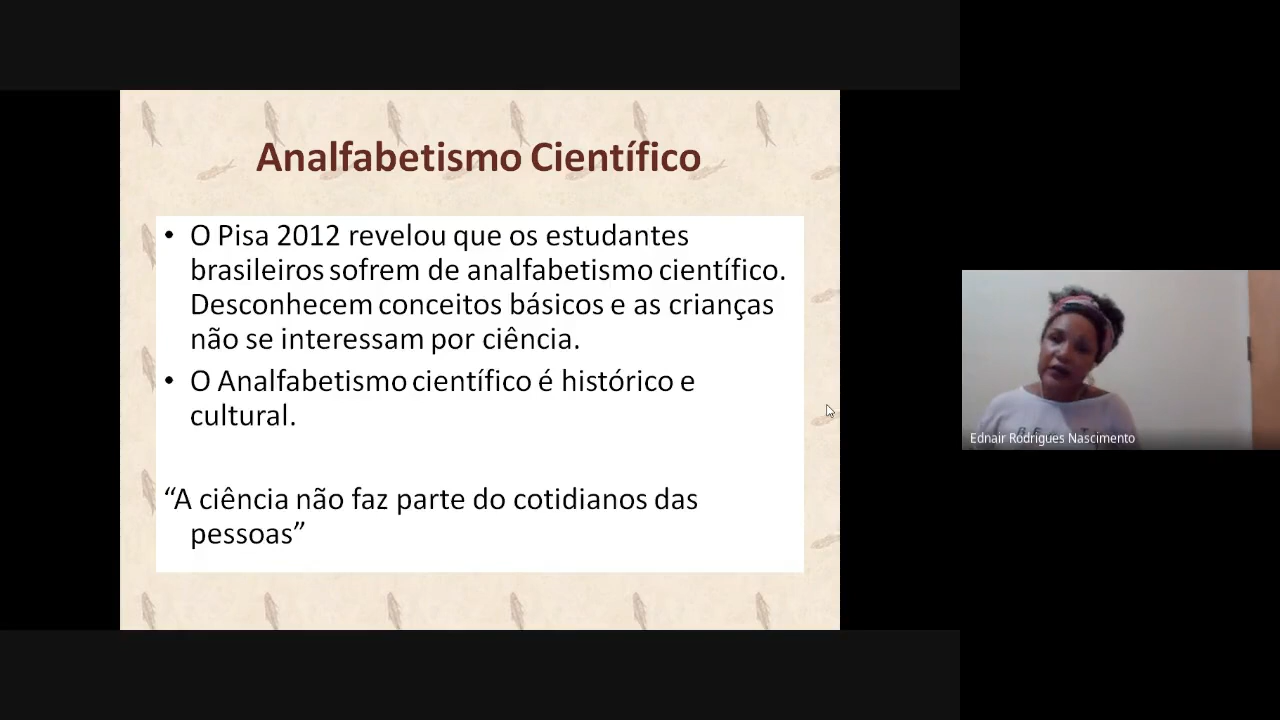 Analfabetismo Científico
• O Pisa 2012 revelou que os estudantes
brasileiros sofrem de analfabetismo científico.
Desconhecem conceitos básicos e as crianças
não se interessam por ciência.
• O Analfabetismo científico é histórico e
cultural.
“A ciência não faz parte do cotidianos das
pessoas”
Ednair Rodrigues Nascimento